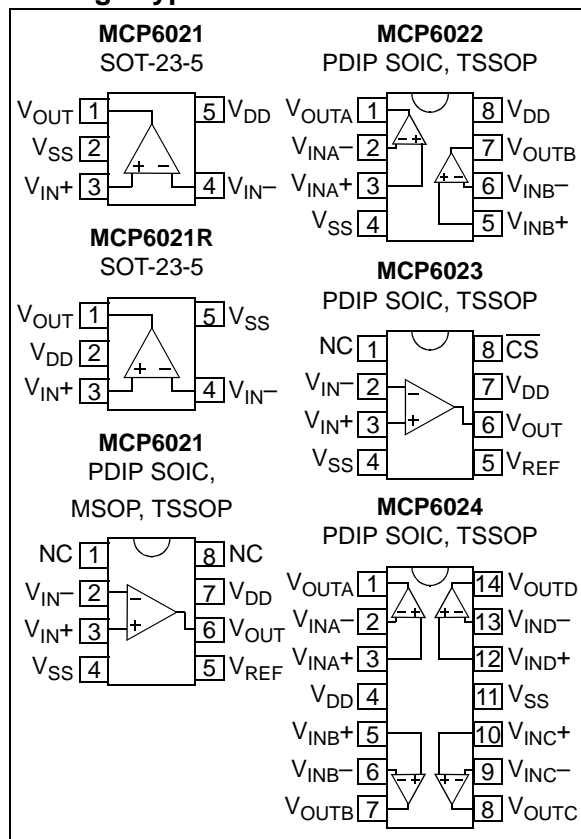 MCP6021
SOT-23-5
VOUT 1
5 VDD
VSS 2
VIN+ 3
4 VIN–
+ –
MCP6021R
SOT-23-5
VOUT 1
5 VSS
VDD 2
VIN+ 3
4 VIN–
+ –
MCP6021
PDIP SOIC,
MSOP, TSSOP
NC 1
8 NC
VIN– 2
7 VDD
VIN+ 3
6 VOUT
VSS 4
5 VREF
–
+
MCP6022
PDIP SOIC, TSSOP
VOUTA 1
8 VDD
VINA– 2
7 VOUTB
VINA+ 3
6 VINB–
VSS 4
5 VINB+
- +
+ -
MCP6023
PDIP SOIC, TSSOP
NC 1
8 CS
VIN– 2
7 VDD
VIN+ 3
6 VOUT
VSS 4
5 VREF
–
+
MCP6024
PDIP SOIC, TSSOP
VOUTA 1
14 VOUTD
VINA– 2
13 VIND–
VINA+ 3
12 VIND+
VDD 4
11 VSS
VINB+ 5
10 VINC+
VINB– 6
9 VINC–
VOUTB 7
8 VOUTC
- +
+ -
- +
+ -